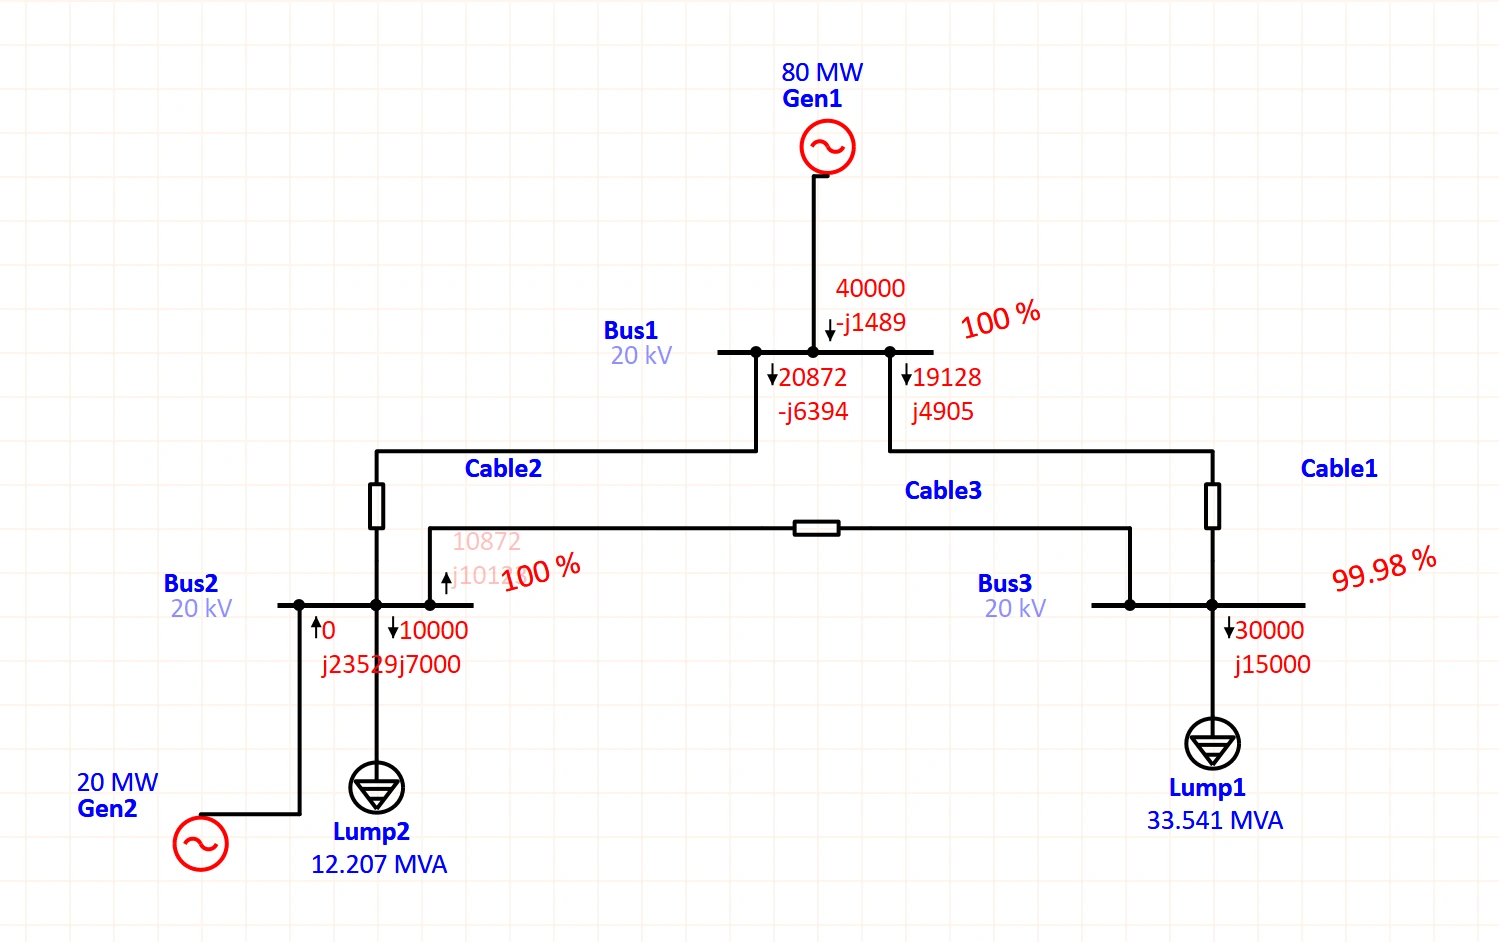 80 MW
Gen1
40000
-j1489
100 %
Bus1
20 kV
20872
-j6394
19128
j4905
Cable2
Cable1
Cable3
10872
100 %
99.98 %
Bus2
20 kV
Bus3
20 kV
0
j23529
10000
j7000
30000
j15000
20 MW
Gen2
Lump2
12.207 MVA
Lump1
33.541 MVA